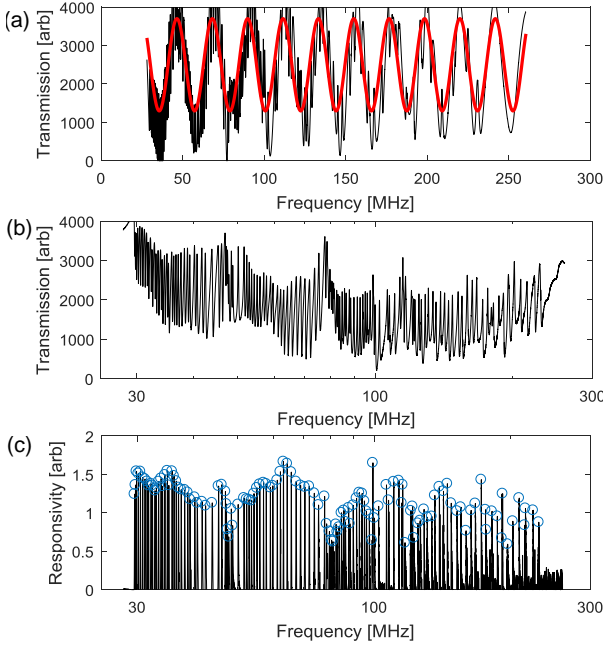 (a)
Transmission [arb]
4000
3000
2000
1000
0
0 50 100 150 200 250 300
Frequency [MHz]
(b)
Transmission [arb]
4000
3000
2000
1000
0
30 100 300
Frequency [MHz]
(c)
Responsivity [arb]
2
1.5
1
0.5
0
30 100 300
Frequency [MHz]